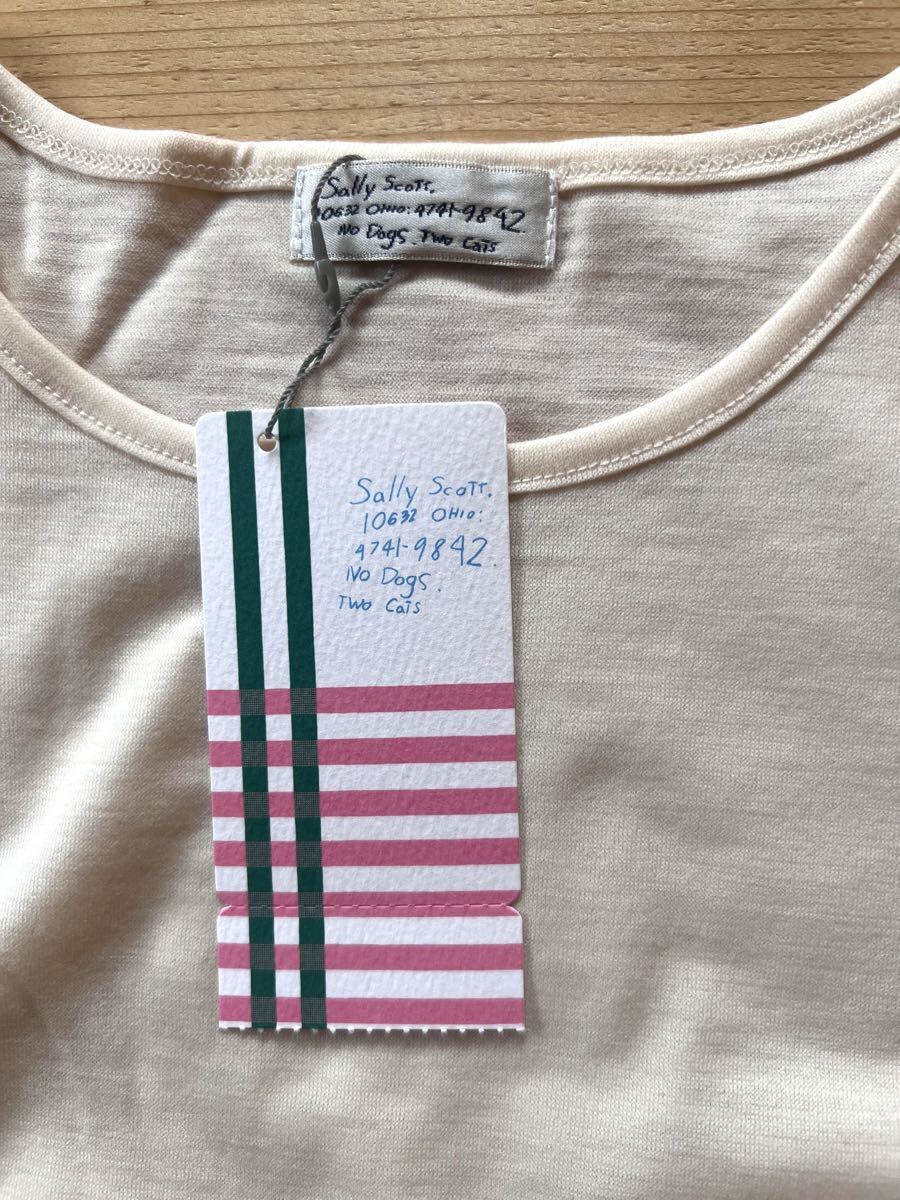 Sally Scott.
10632 OHIO: 4741-9842.
No Dogs. Two Cats
Sally Scott.
10632 OHIO:
4741-9842.
No Dogs.
Two Cats